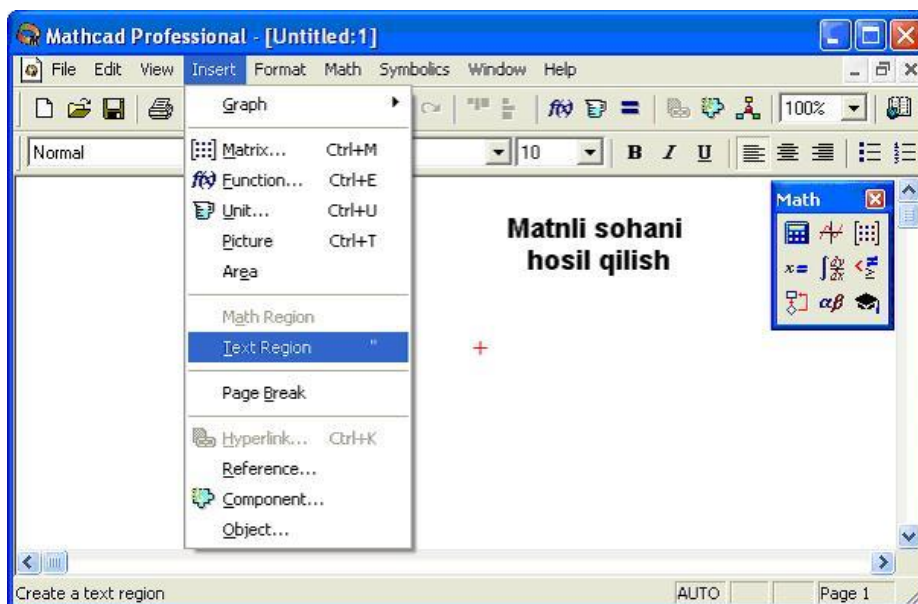 Mathcad Professional - [Untitled:1]
File Edit View Insert Format Math Symbolics Window Help
Graph
f(x)
=
100%
Normal
10
B I U
Matrix... Ctrl+M
f(x) Function... Ctrl+E
Unit... Ctrl+U
Picture Ctrl+T
Area
Math Region
Text Region "
Page Break
Hyperlink... Ctrl+K
Reference...
Component...
Object...
Matnli sohani
hosil qilish
Math
x= ∫ dy/dx <≠≥
αβ
Create a text region
AUTO
Page 1